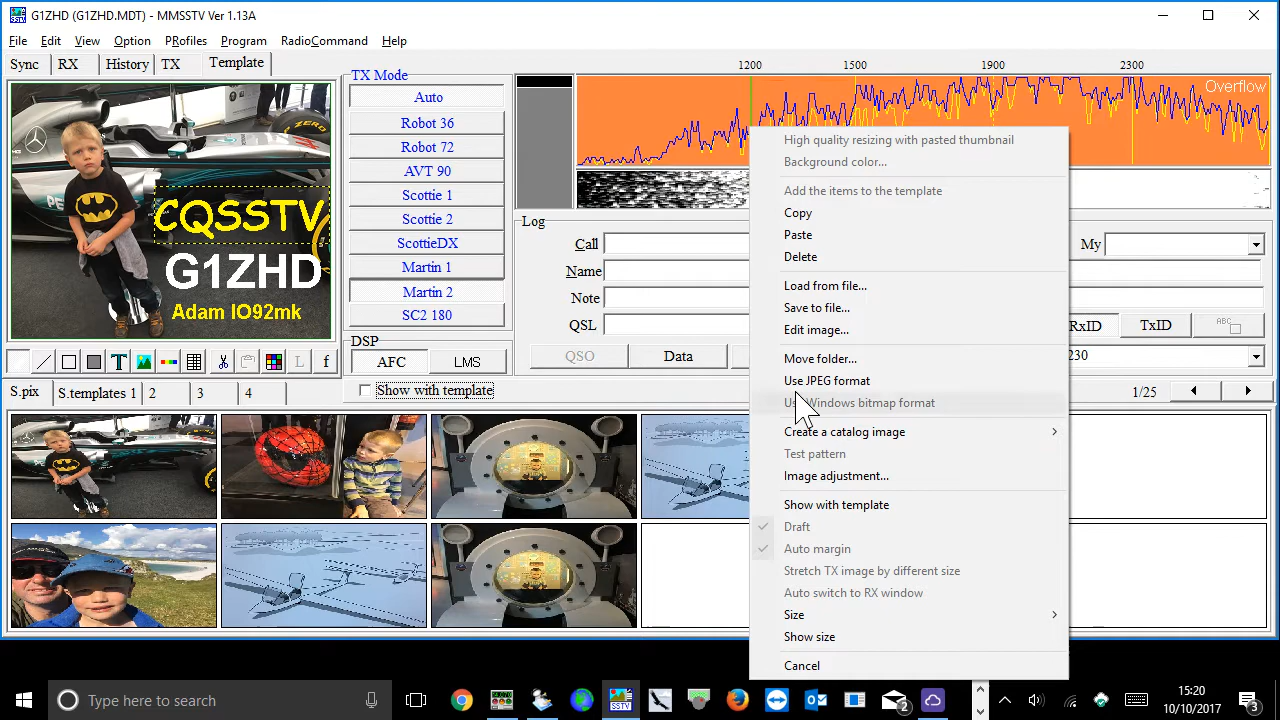 G1ZHD (G1ZHD.MDT) - MMSSTV Ver 1.13A
File Edit View Option PRofiles Program RadioCommand Help
Sync RX History TX Template
TX Mode
Auto
Robot 36
Robot 72
AVT 90
Scottie 1
Scottie 2
ScottieDX
Martin 1
Martin 2
SC2 180
DSP
AFC LMS
CQSSTV
G1ZHD
Adam IO92mk
ZERO
1200 1500 1900 2300
Overflow
Log
Call
Name
Note
QSL
My
RxID TxID ABC
QSO Data
230
T L f
S.pix S.templates 1 2 3 4
Show with template
1/25
High quality resizing with pasted thumbnail
Background color...
Add the items to the template
Copy
Paste
Delete
Load from file...
Save to file...
Edit image...
Move folder...
Use JPEG format
Windows bitmap format
Create a catalog image
Test pattern
Image adjustment...
Show with template
Draft
Auto margin
Stretch TX image by different size
Auto switch to RX window
Size
Show size
Cancel
Type here to search
SSTV
2
15:20
10/10/2017
3